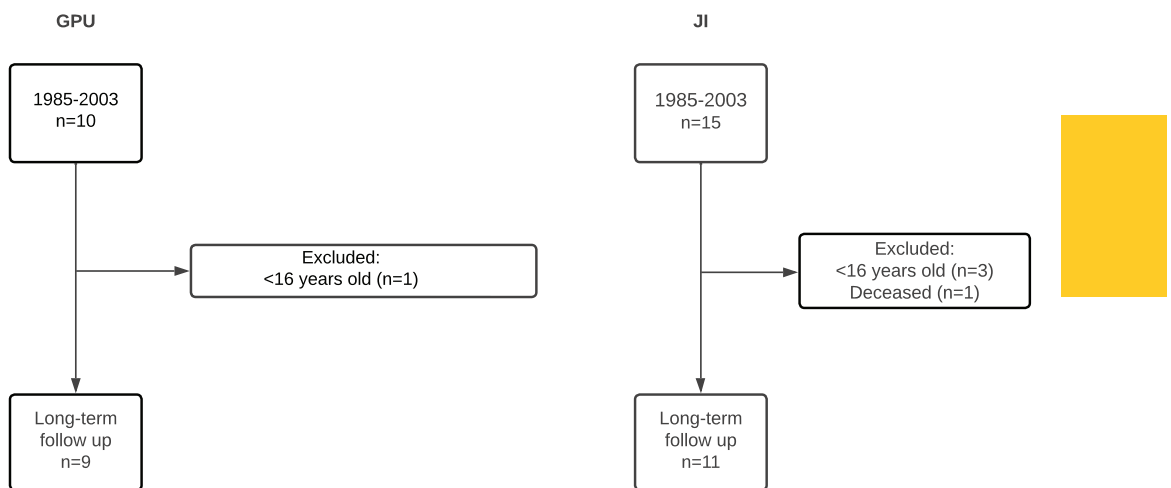 GPU
1985-2003
n=10
Excluded:
<16 years old (n=1)
Long-term
follow up
n=9
JI
1985-2003
n=15
Excluded:
<16 years old (n=3)
Deceased (n=1)
Long-term
follow up
n=11